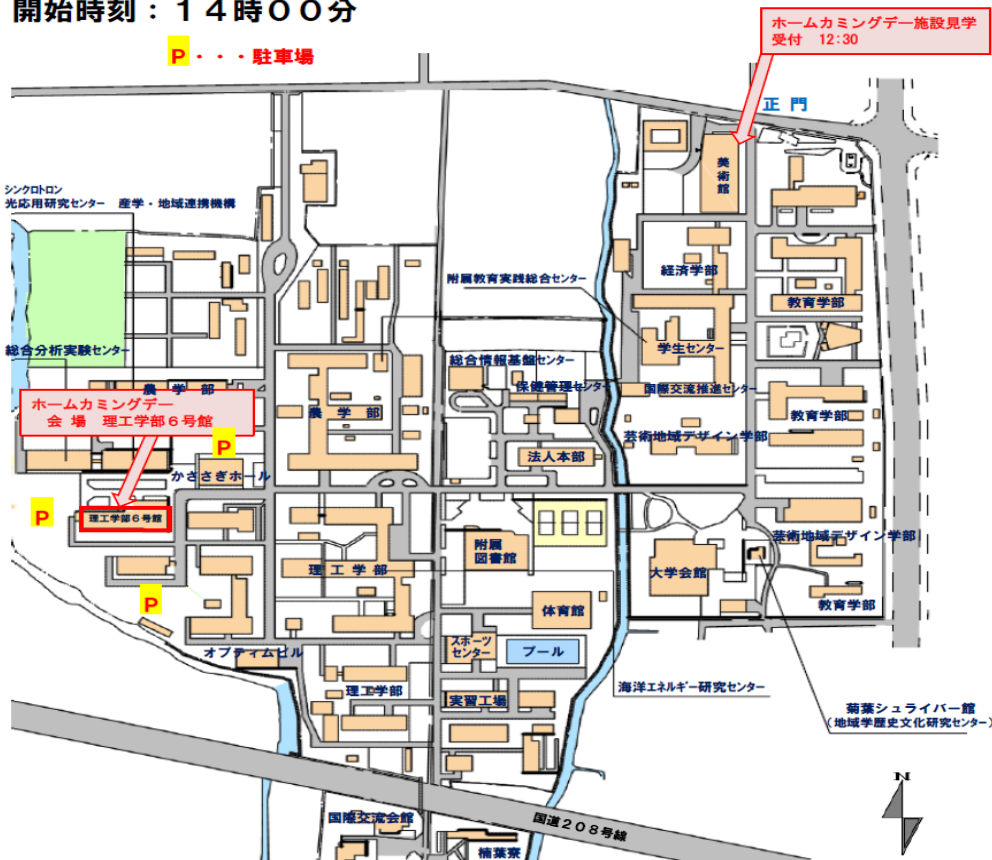 開始時刻：１４時００分
P・・・駐車場
ホームカミングデー施設見学
受付 12:30
正門
美術館
シンクロトロン
光応用研究センター 産学・地域連携機構
経済学部
附属教育実践総合センター
教育学部
学生センター
総合分析実験センター
総合情報基盤センター
保健管理センター
国際交流推進センター
農学部
ホームカミングデー
会 場 理工学部６号館
農学部
教育学部
芸術地域デザイン学部
P
法人本部
かささぎホール
P
理工学部６号館
附属
図書館
芸術地域デザイン学部
理工学部
大学会館
P
体育館
教育学部
オプティムビル
スポーツ
センター
プール
理工学部
実習工場
海洋エネルギー研究センター
菊葉シュライバー館
（地域学歴史文化研究センター）
N
国際交流会館
国道２０８号線
楠葉寮